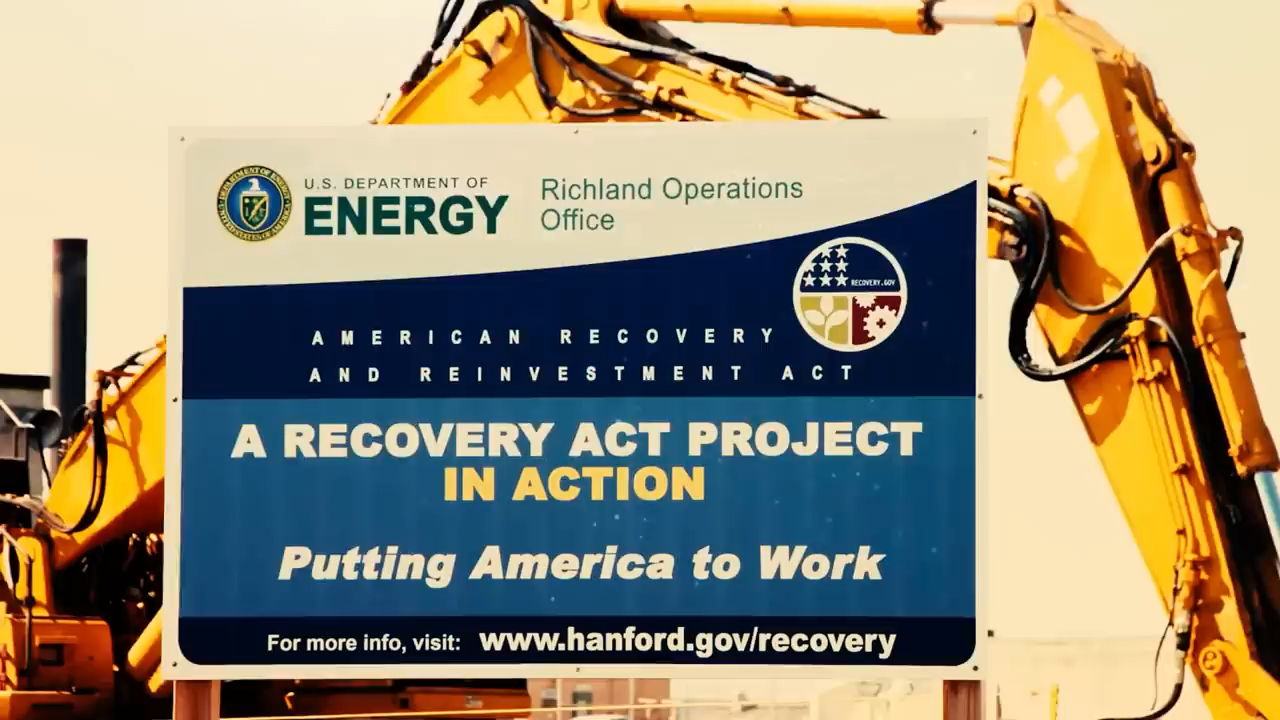 U.S. DEPARTMENT OF
ENERGY
Richland Operations
Office
RECOVERY.GOV
AMERICAN RECOVERY
AND REINVESTMENT ACT
A RECOVERY ACT PROJECT
IN ACTION
Putting America to Work
For more info, visit: www.hanford.gov/recovery